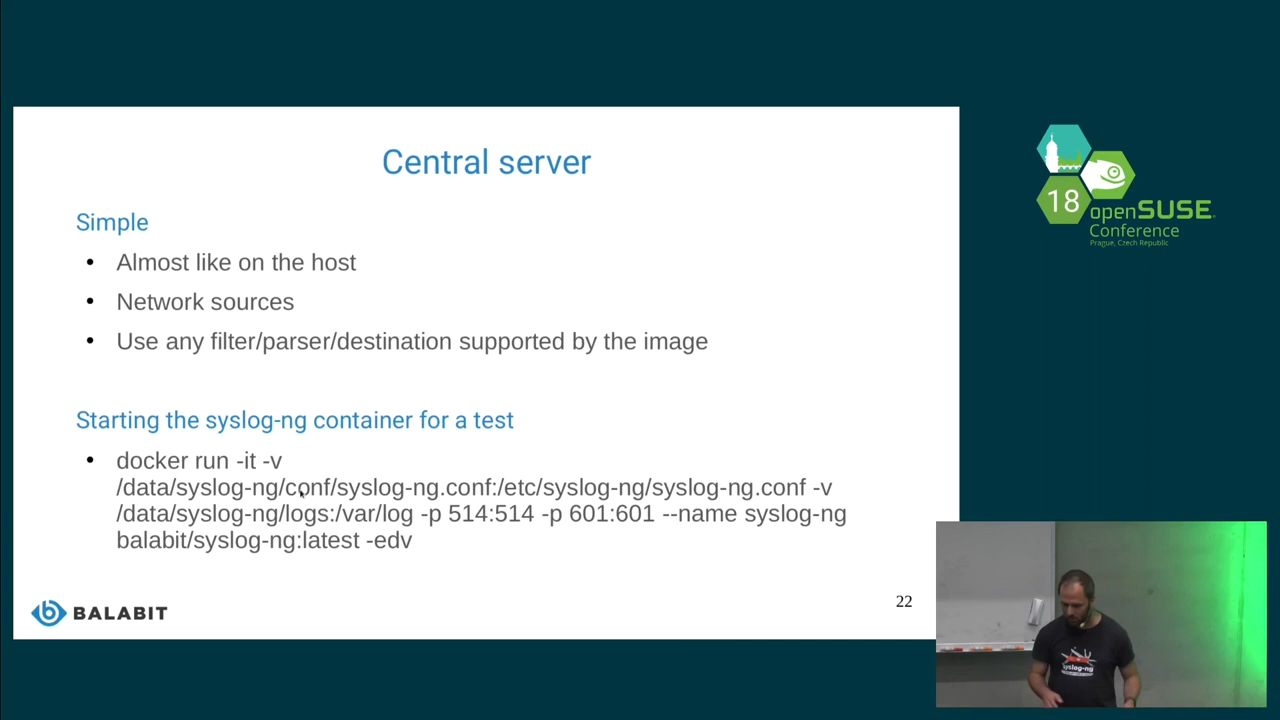 Central server
Simple
• Almost like on the host
• Network sources
• Use any filter/parser/destination supported by the image
Starting the syslog-ng container for a test
• docker run -it -v
/data/syslog-ng/conf/syslog-ng.conf:/etc/syslog-ng/syslog-ng.conf -v
/data/syslog-ng/logs:/var/log -p 514:514 -p 601:601 --name syslog-ng
balabit/syslog-ng:latest -edv
BALABIT
22
18
openSUSE
Conference
Prague, Czech Republic
syslog-ng